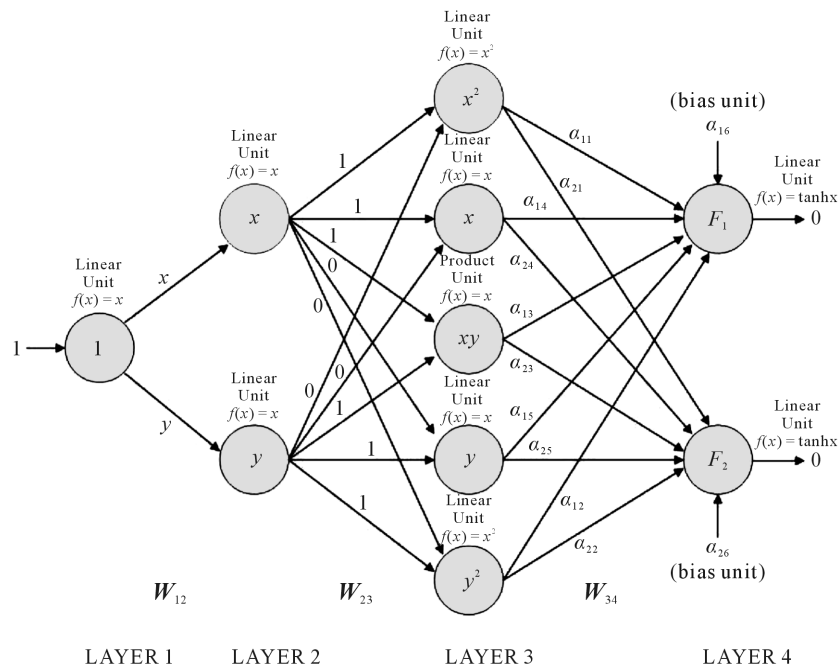 Linear
Unit
f(x) = x²
x²
α₁₁
(bias unit)
α₁₆
Linear
Unit
f(x) = x
x
1
Linear
Unit
f(x) = x
x
1
α₁₄
α₂₁
Linear
Unit
f(x) = tanhx
F₁
0
1
0
0
Product
Unit
f(x) = x
xy
α₂₄
α₁₃
α₂₃
Linear
Unit
f(x) = x
1
1
x
y
Linear
Unit
f(x) = x
y
0
0
1
1
1
Linear
Unit
f(x) = x
y
α₁₅
α₂₅
Linear
Unit
f(x) = tanhx
F₂
0
Linear
Unit
f(x) = x²
y²
α₁₂
α₂₂
α₂₆
(bias unit)
W₁₂
W₂₃
W₃₄
LAYER 1
LAYER 2
LAYER 3
LAYER 4